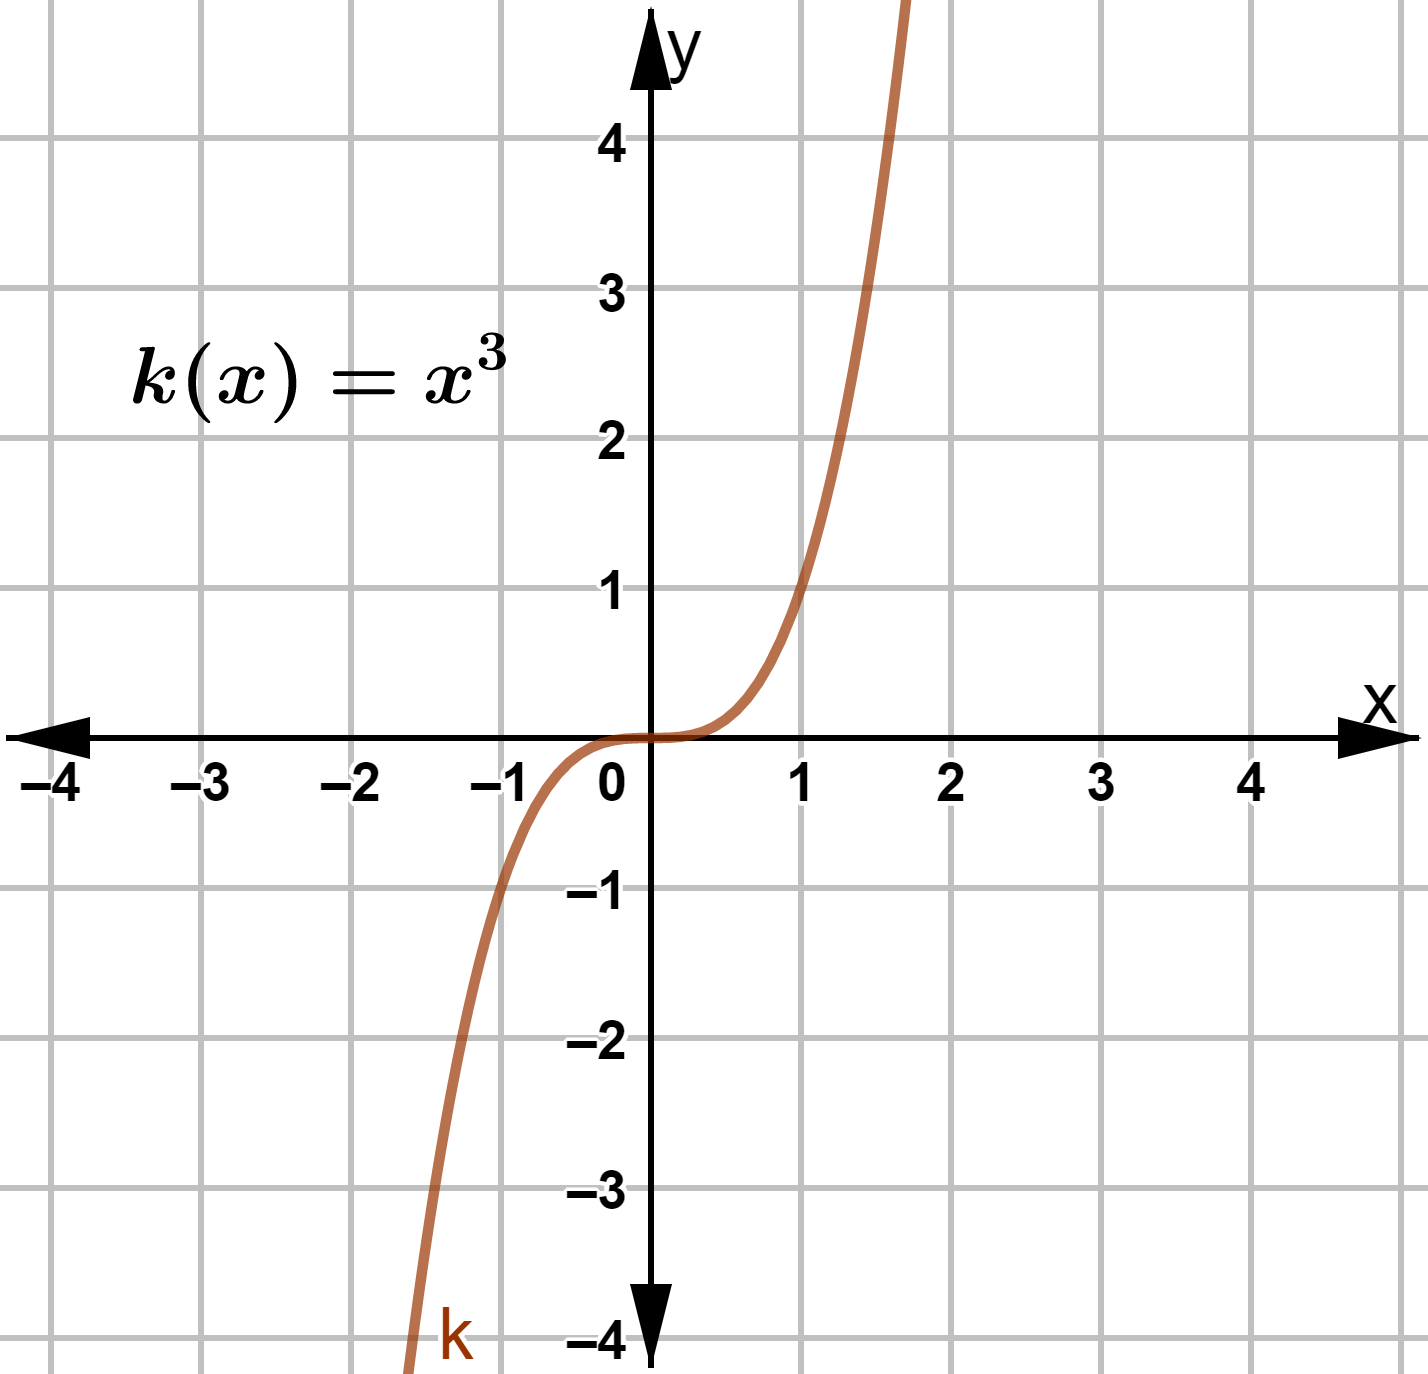 y
4
3
k(x) = x³
2
1
x
–4 –3 –2 –1 0 1 2 3 4
–1
–2
–3
k
–4